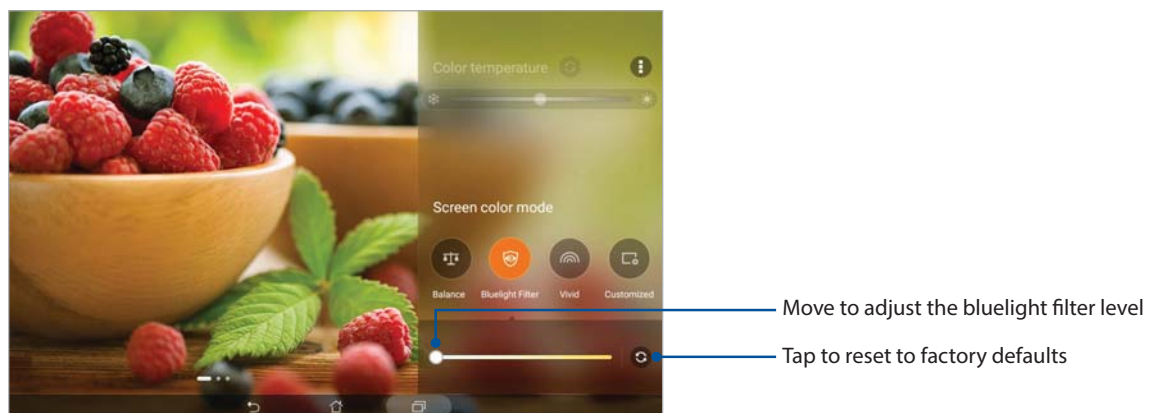 Color temperature
Screen color mode
Balance
Bluelight Filter
Vivid
Customized
Move to adjust the bluelight filter level
Tap to reset to factory defaults